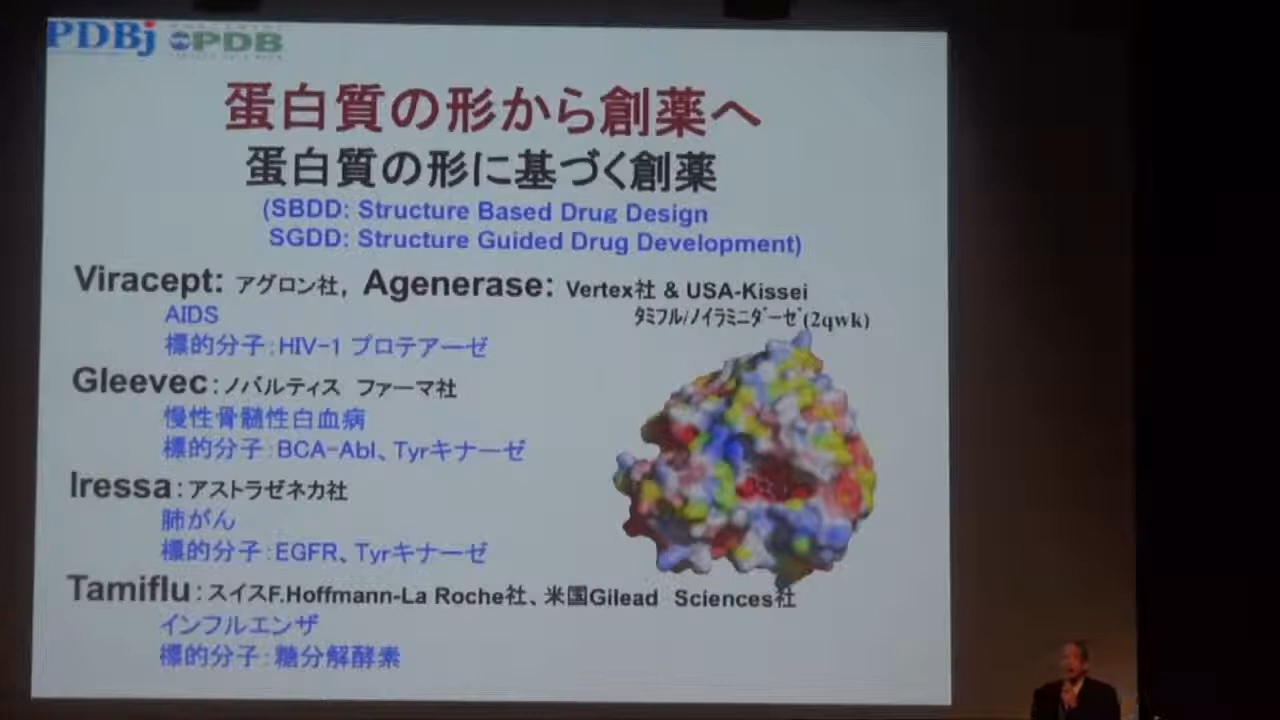 PDBj PDB
蛋白質の形から創薬へ
蛋白質の形に基づく創薬
(SBDD: Structure Based Drug Design
SGDD: Structure Guided Drug Development)
Viracept: アグロン社, Agenerase: Vertex社 & USA-Kissei
AIDS
標的分子:HIV-1 プロテアーゼ
タミフル/ノイラミニダーゼ(2qwk)
Gleevec:ノバルティス ファーマ社
慢性骨髄性白血病
標的分子:BCA-Abl、Tyrキナーゼ
Iressa:アストラゼネカ社
肺がん
標的分子:EGFR、Tyrキナーゼ
Tamiflu:スイスF.Hoffmann-La Roche社、米国Gilead Sciences社
インフルエンザ
標的分子:糖分解酵素